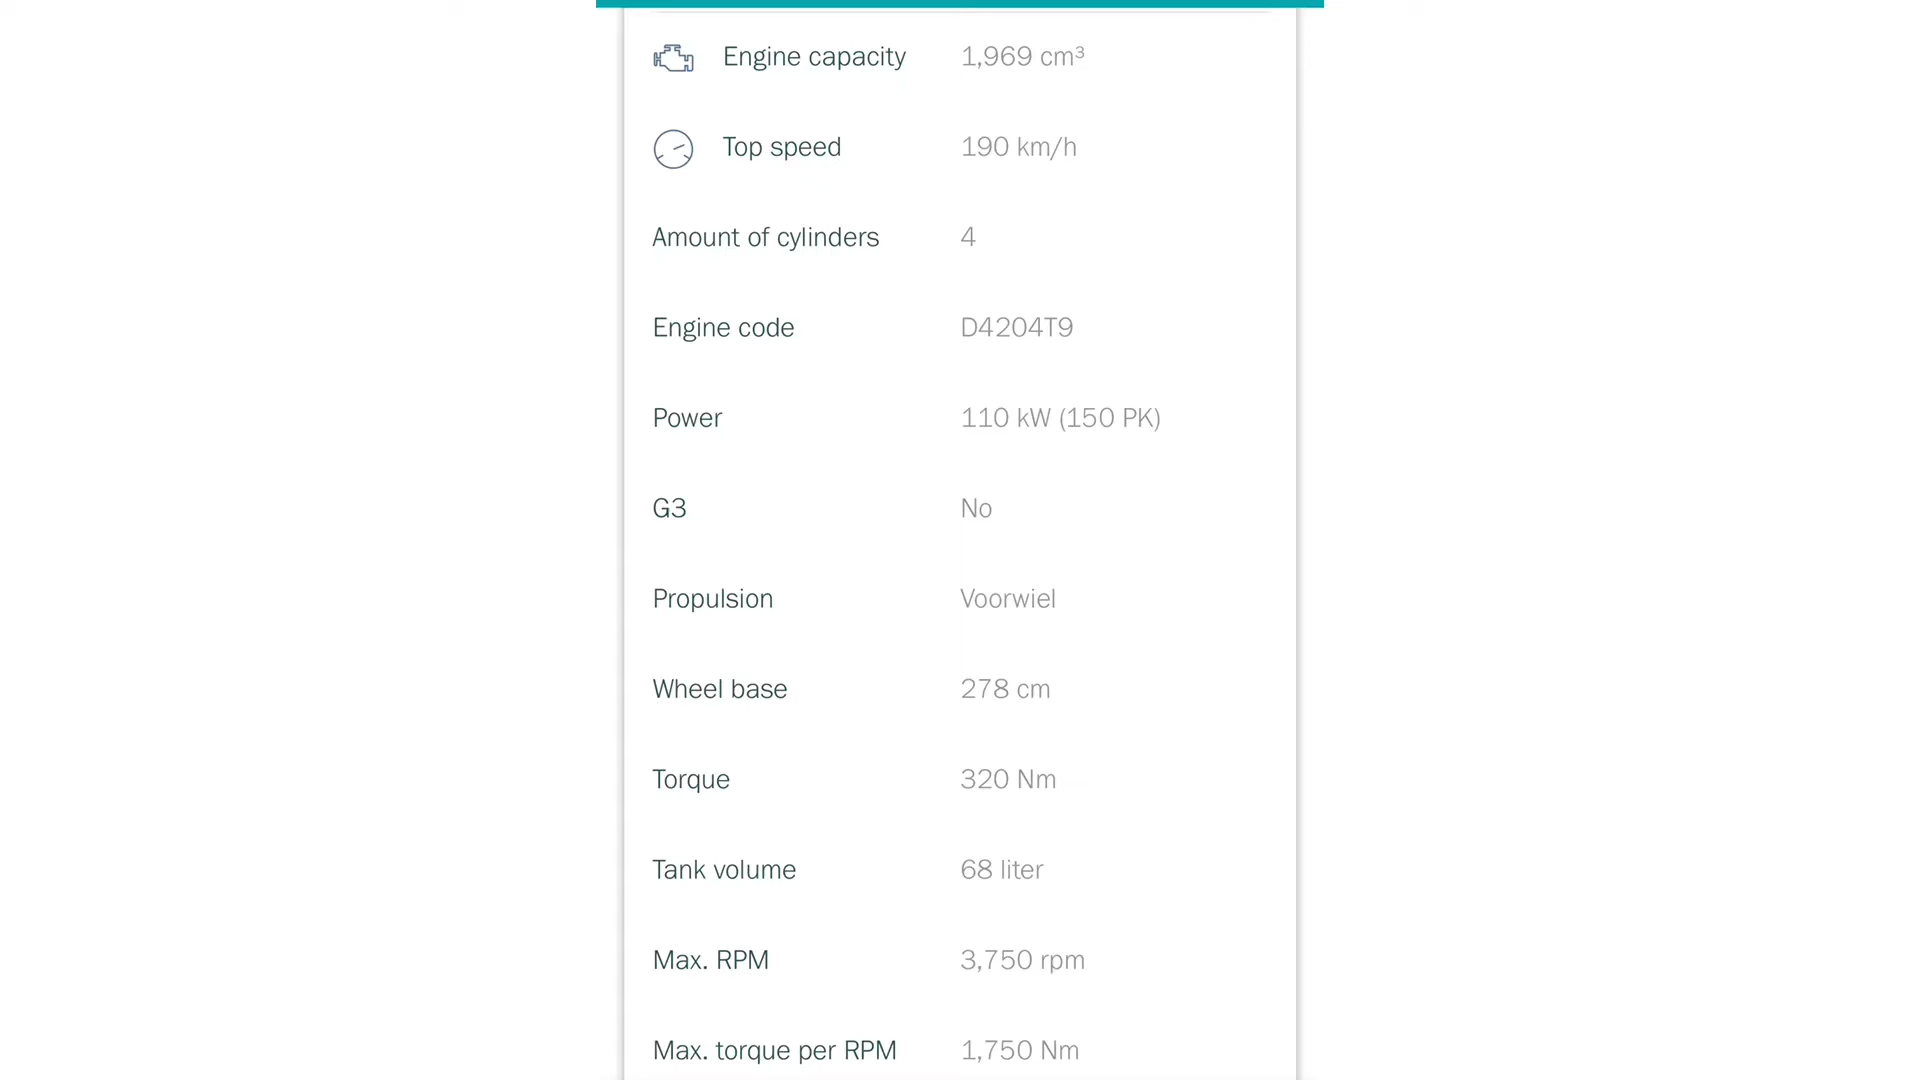 Engine capacity 1,969 cm³
Top speed 190 km/h
Amount of cylinders 4
Engine code D4204T9
Power 110 kW (150 PK)
G3 No
Propulsion Voorwiel
Wheel base 278 cm
Torque 320 Nm
Tank volume 68 liter
Max. RPM 3,750 rpm
Max. torque per RPM 1,750 Nm